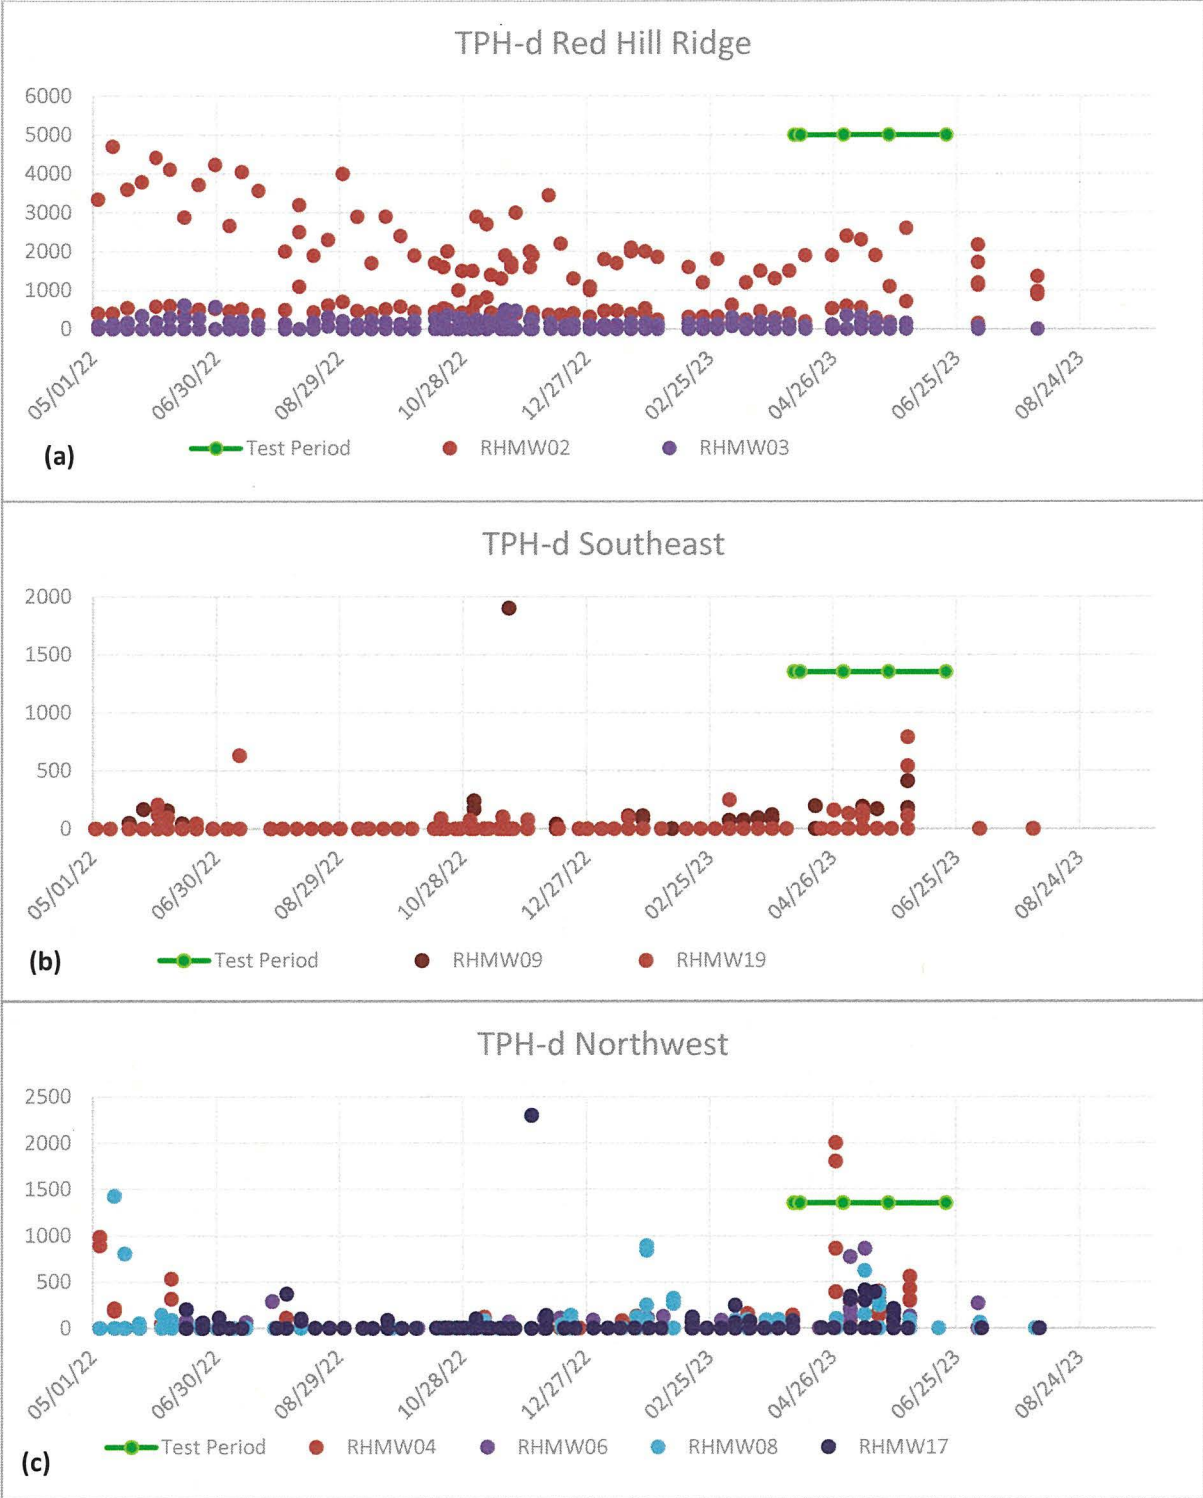 TPH-d Red Hill Ridge
6000
5000
4000
3000
2000
1000
0
05/01/22 06/30/22 08/29/22 10/28/22 12/27/22 02/25/23 04/26/23 06/25/23 08/24/23
Test Period RHMW02 RHMW03
(a)
TPH-d Southeast
2000
1500
1000
500
0
05/01/22 06/30/22 08/29/22 10/28/22 12/27/22 02/25/23 04/26/23 06/25/23 08/24/23
Test Period RHMW09 RHMW19
(b)
TPH-d Northwest
2500
2000
1500
1000
500
0
05/01/22 06/30/22 08/29/22 10/28/22 12/27/22 02/25/23 04/26/23 06/25/23 08/24/23
Test Period RHMW04 RHMW06 RHMW08 RHMW17
(c)